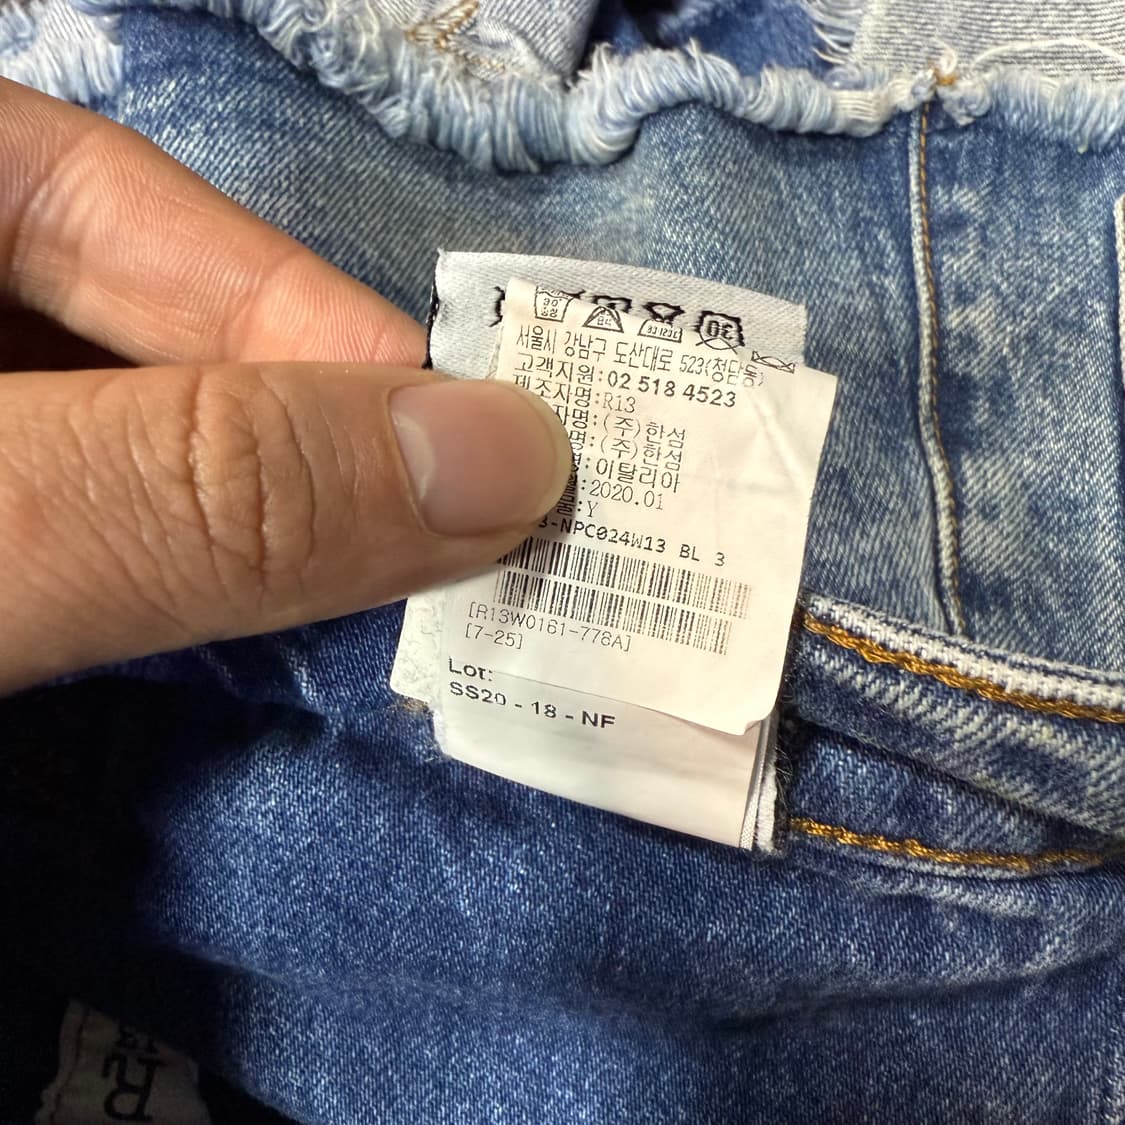 서울시 강남구 도산대로 523(청담동)
고객지원:02 518 4523
제조자명:R13
자명:(주)한섬
명:(주)한섬
:이탈리아
:2020.01
:Y
3-NPC024W13 BL 3
[R13W0161-778A]
[7-25]
Lot:
SS20 - 18 - NF
R